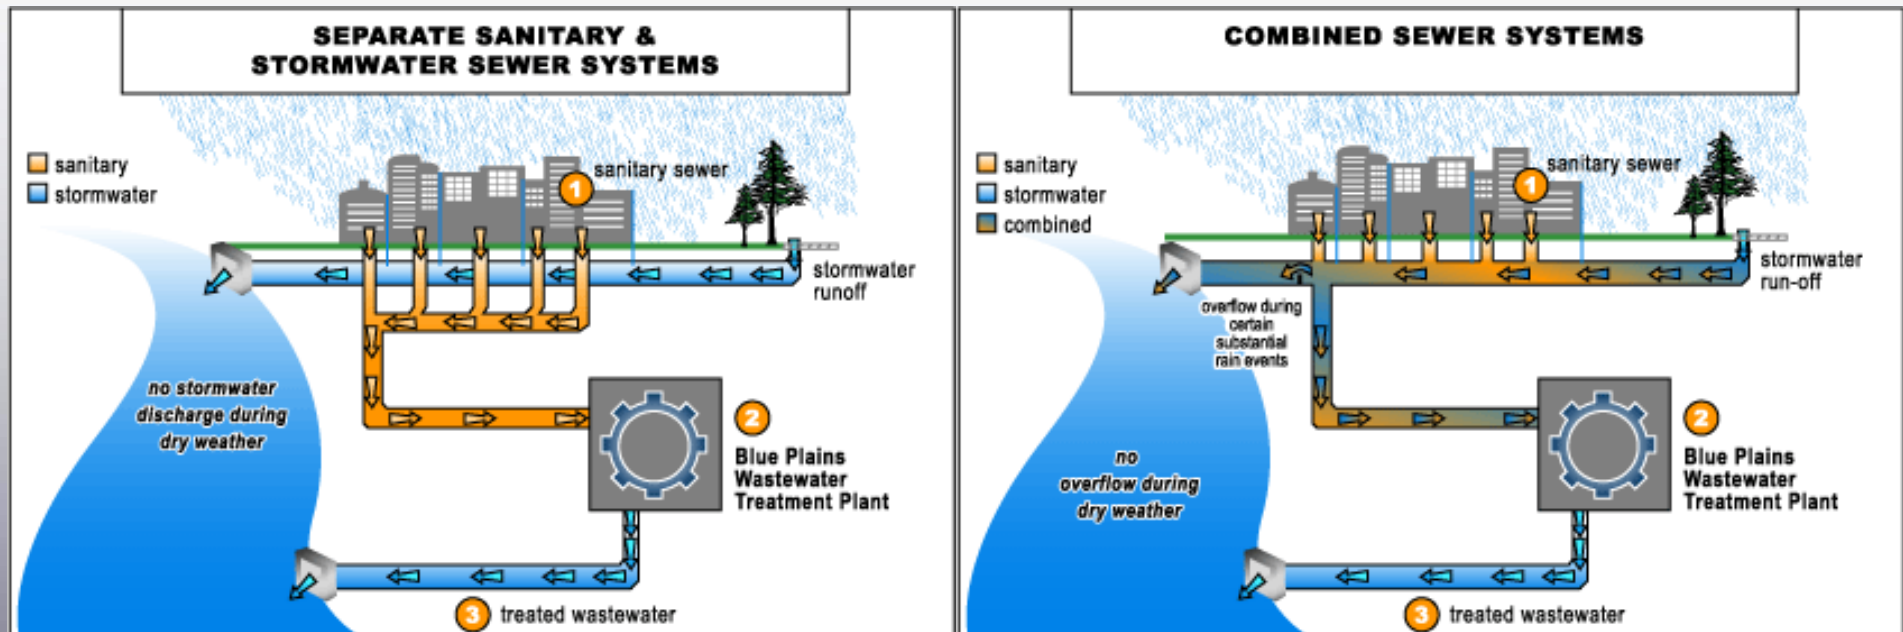 SEPARATE SANITARY &
STORMWATER SEWER SYSTEMS
sanitary
stormwater
1
sanitary sewer
stormwater
runoff
no stormwater
discharge during
dry weather
2
Blue Plains
Wastewater
Treatment Plant
3 treated wastewater
COMBINED SEWER SYSTEMS
sanitary
stormwater
combined
1
sanitary sewer
stormwater
run-off
overflow during
certain
substantial
rain events
no
overflow during
dry weather
2
Blue Plains
Wastewater
Treatment Plant
3 treated wastewater